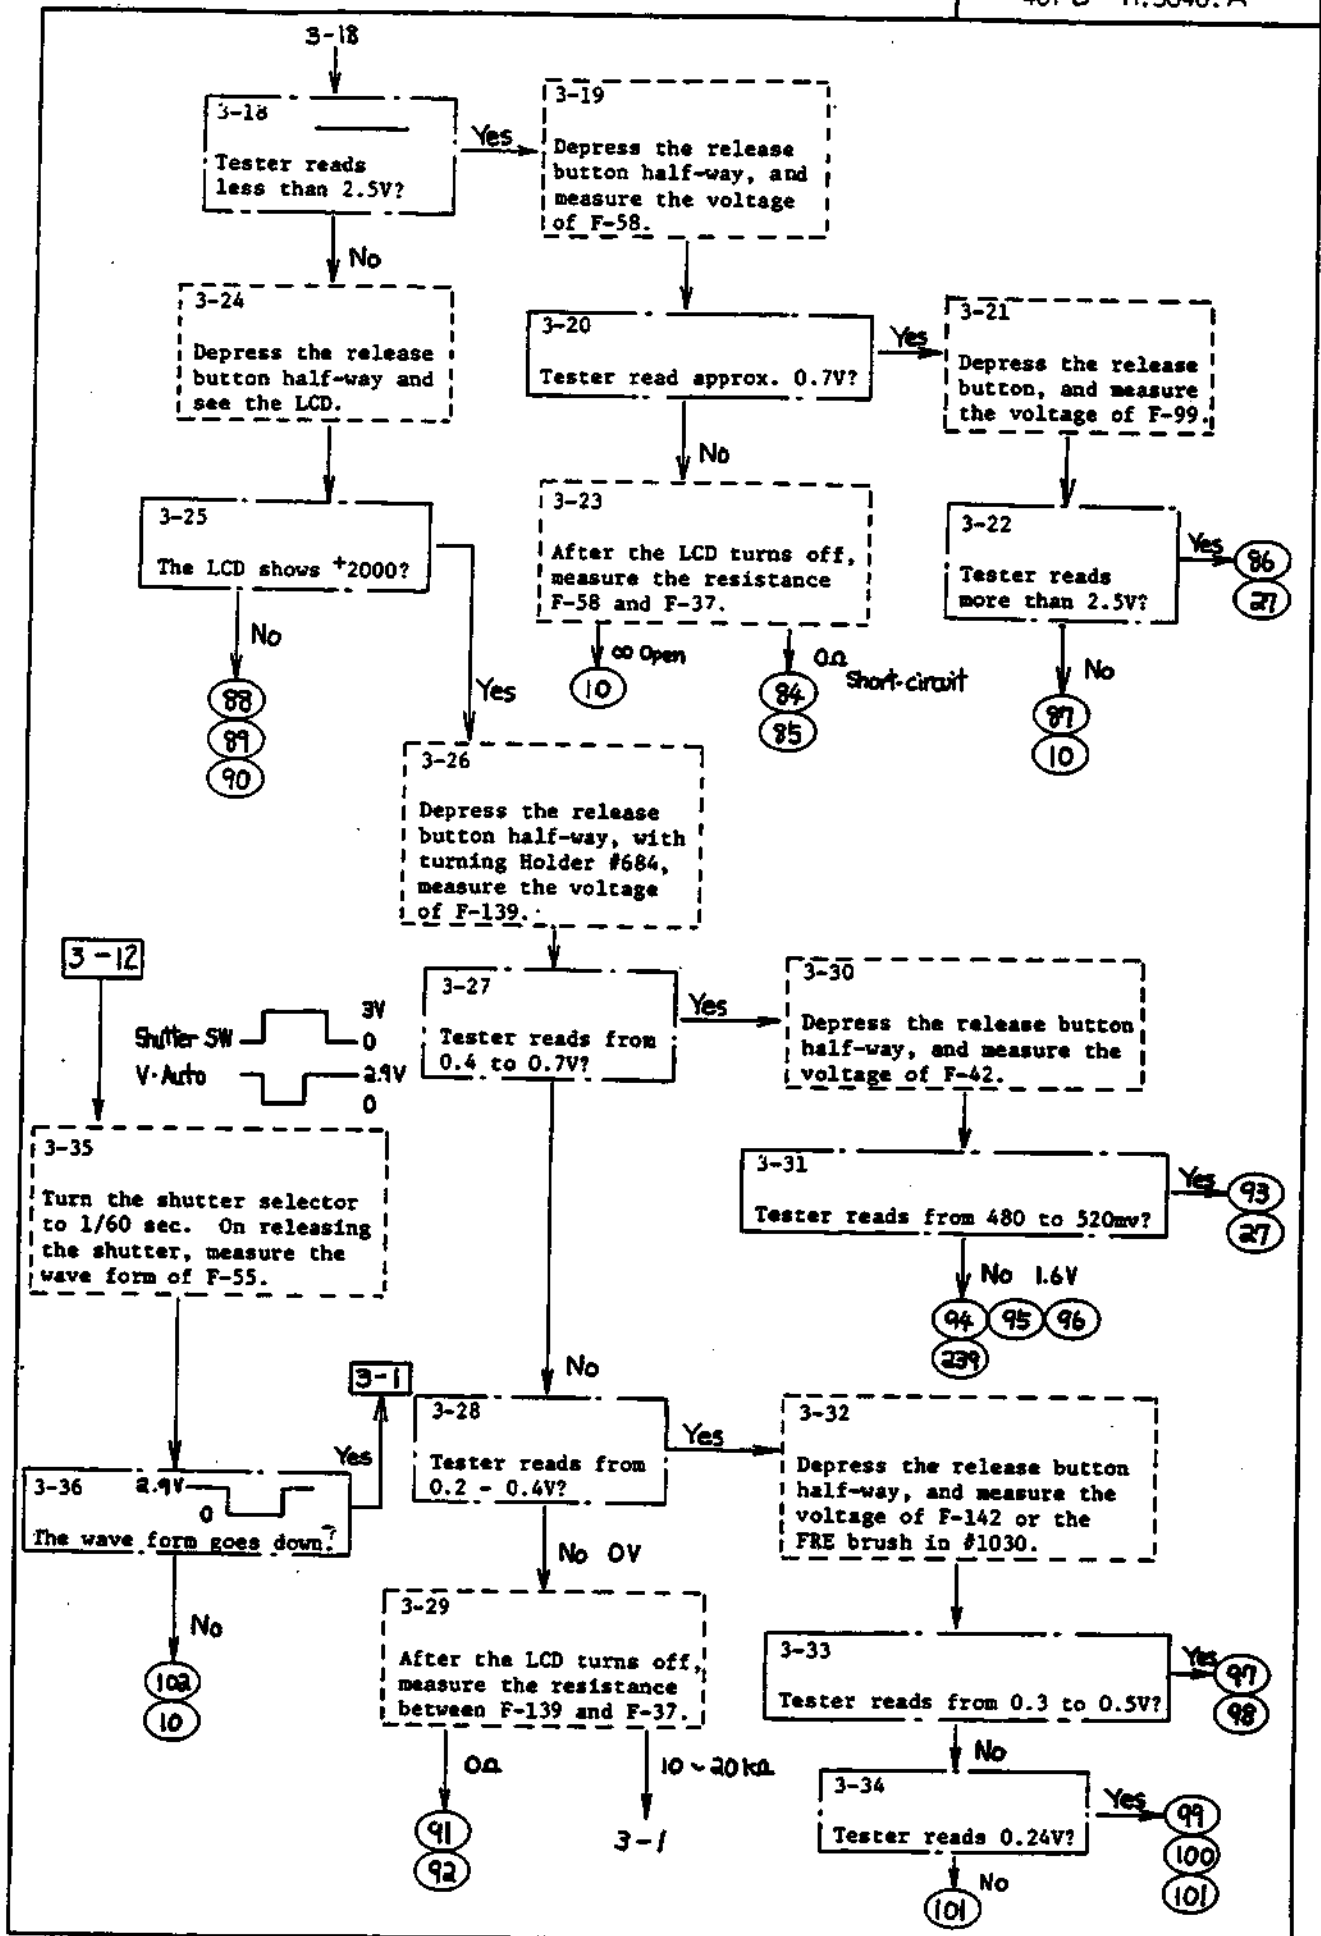 3-18
3-18
Tester reads
less than 2.5V?
Yes
No
3-19
Depress the release
button half-way, and
measure the voltage
of F-58.
3-24
Depress the release
button half-way and
see the LCD.
3-20
Tester read approx. 0.7V?
Yes
No
3-21
Depress the release
button, and measure
the voltage of F-99.
3-25
The LCD shows +2000?
No
88
89
90
Yes
3-23
After the LCD turns off,
measure the resistance
F-58 and F-37.
∞ Open
10
0Ω
Short-circuit
84
85
3-22
Tester reads
more than 2.5V?
Yes
86
27
No
87
10
3-26
Depress the release
button half-way, with
turning Holder #684,
measure the voltage
of F-139.
3-12
Shutter SW
3V
0
V·Auto
2.9V
0
3-27
Tester reads from
0.4 to 0.7V?
Yes
No
3-30
Depress the release button
half-way, and measure the
voltage of F-42.
3-35
Turn the shutter selector
to 1/60 sec. On releasing
the shutter, measure the
wave form of F-55.
3-31
Tester reads from 480 to 520mv?
Yes
93
27
No 1.6V
94 95 96
239
3-1
Yes
3-36
2.9V
0
The wave form goes down?
No
102
10
3-28
Tester reads from
0.2 - 0.4V?
Yes
No 0V
3-32
Depress the release button
half-way, and measure the
voltage of F-142 or the
FRE brush in #1030.
3-29
After the LCD turns off,
measure the resistance
between F-139 and F-37.
0Ω
91
92
10~20kΩ
3-1
3-33
Tester reads from 0.3 to 0.5V?
Yes
97
98
No
3-34
Tester reads 0.24V?
Yes
99
100
101
No
101